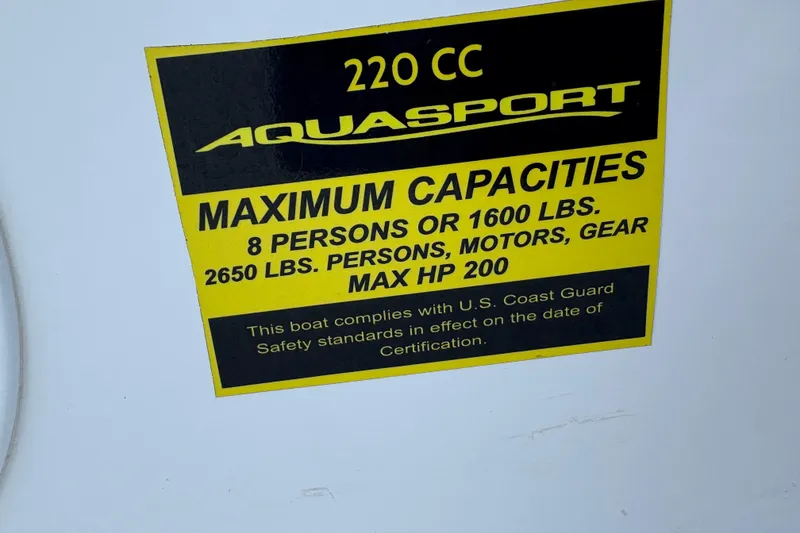 220 CC
AQUASPORT
MAXIMUM CAPACITIES
8 PERSONS OR 1600 LBS.
2650 LBS. PERSONS, MOTORS, GEAR
MAX HP 200
This boat complies with U.S. Coast Guard
Safety standards in effect on the date of
Certification.